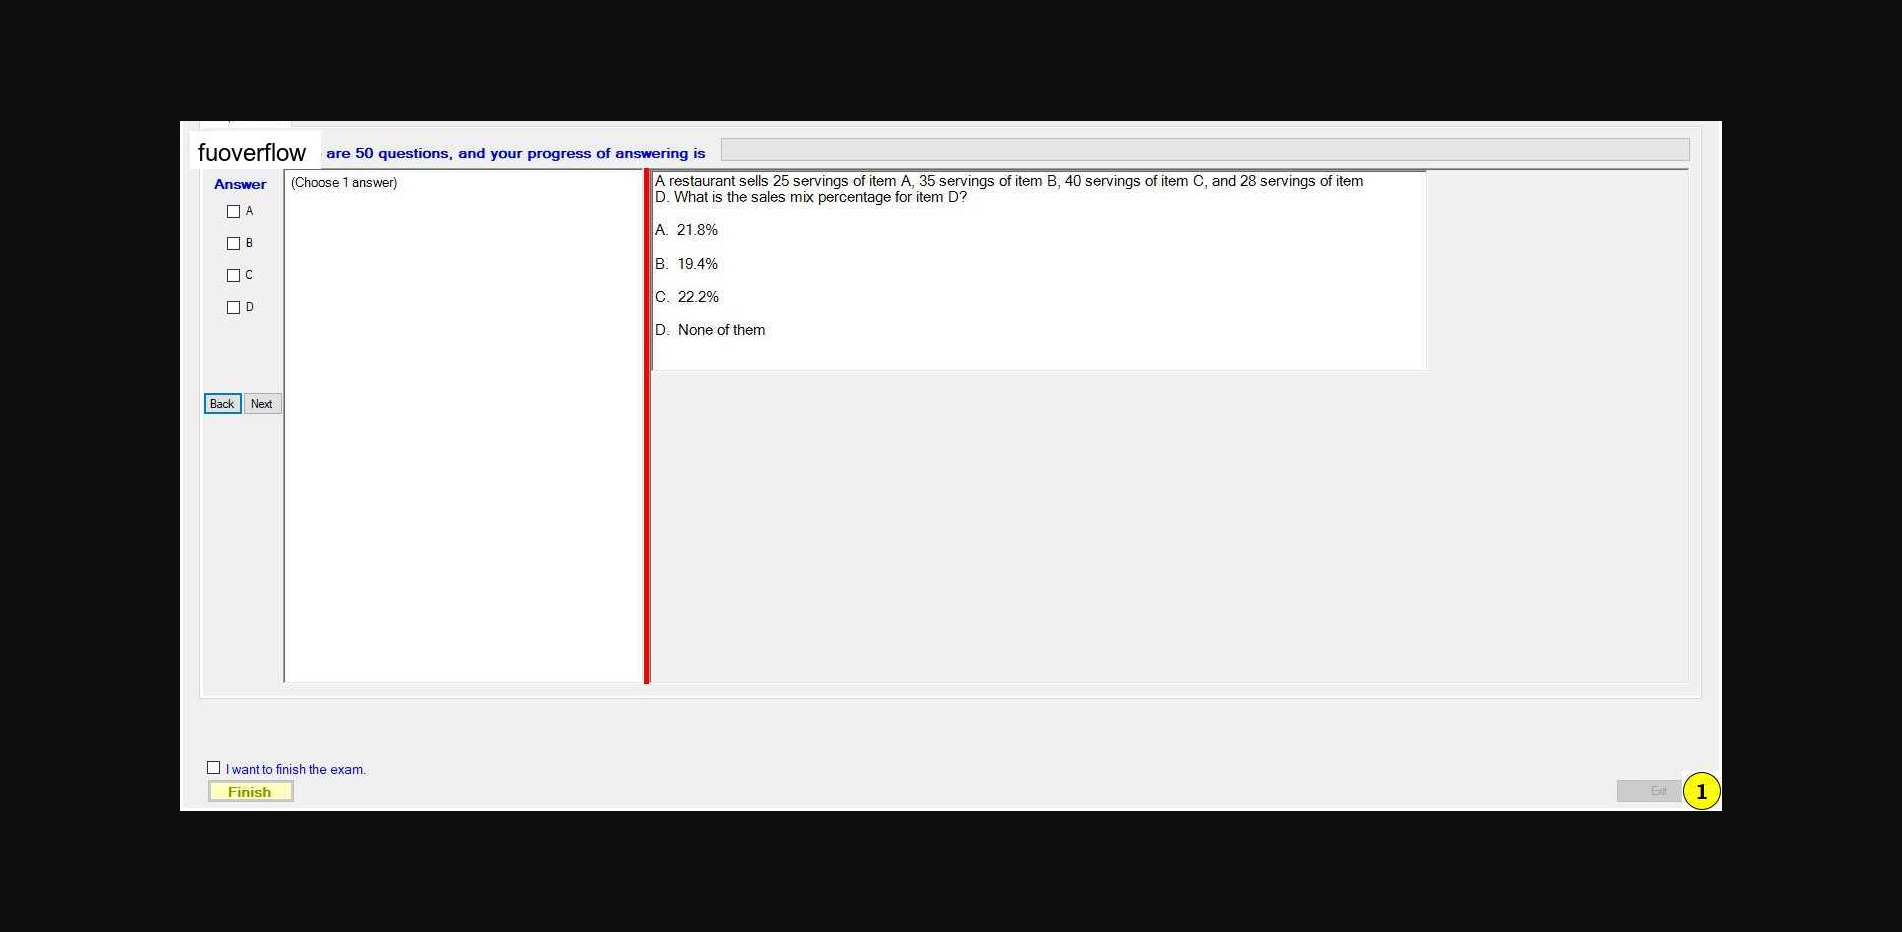 fuoverflow are 50 questions, and your progress of answering is
Answer
(Choose 1 answer)
A
B
C
D
Back Next
A restaurant sells 25 servings of item A, 35 servings of item B, 40 servings of item C, and 28 servings of item
D. What is the sales mix percentage for item D?
A. 21.8%
B. 19.4%
C. 22.2%
D. None of them
I want to finish the exam.
Finish
Exit
1